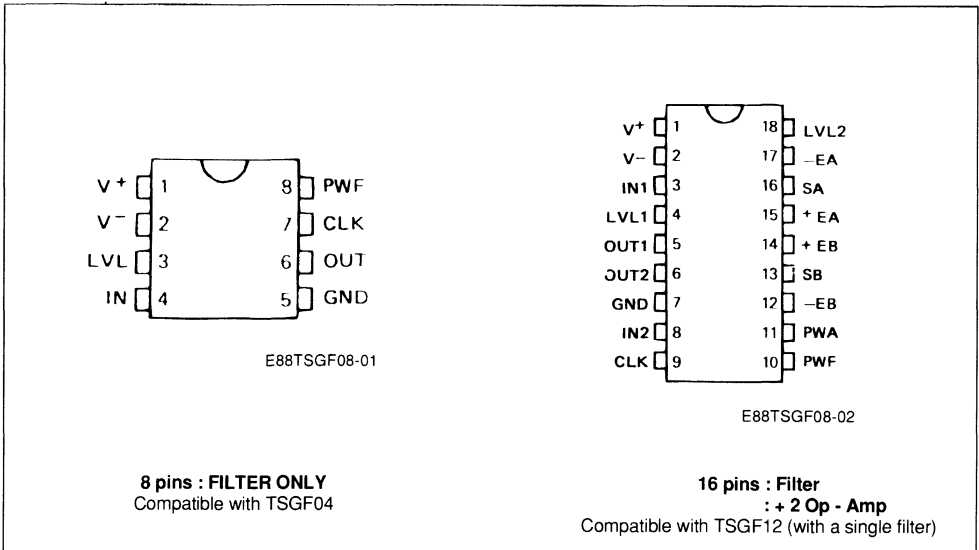 V+ 1 8 PWF
V− 2 7 CLK
LVL 3 6 OUT
IN 4 5 GND
E88TSGF08-01
8 pins : FILTER ONLY
Compatible with TSGF04
V+ 1 18 LVL2
V− 2 17 −EA
IN1 3 16 SA
LVL1 4 15 +EA
OUT1 5 14 +EB
OUT2 6 13 SB
GND 7 12 −EB
IN2 8 11 PWA
CLK 9 10 PWF
E88TSGF08-02
16 pins : Filter
: + 2 Op - Amp
Compatible with TSGF12 (with a single filter)